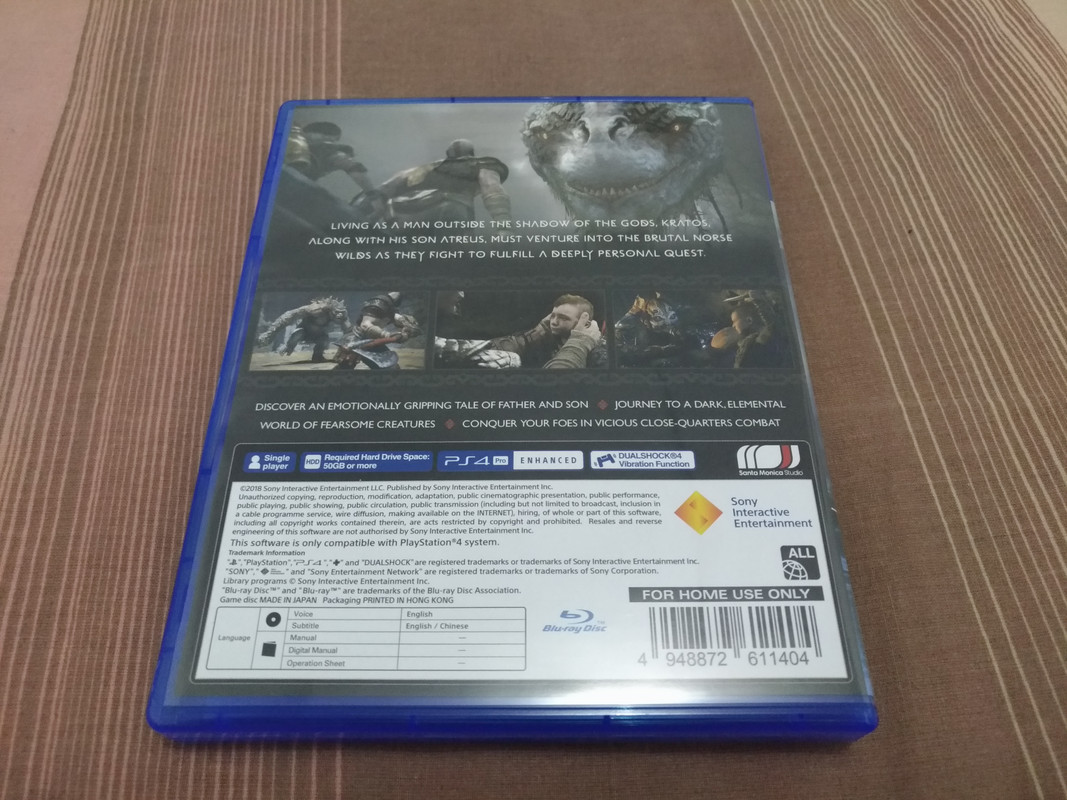 LIVING AS A MAN OUTSIDE THE SHADOW OF THE GODS, KRATOS,
ALONG WITH HIS SON ATREUS, MUST VENTURE INTO THE BRUTAL NORSE
WILDS AS THEY FIGHT TO FULFILL A DEEPLY PERSONAL QUEST.
DISCOVER AN EMOTIONALLY GRIPPING TALE OF FATHER AND SON ◆ JOURNEY TO A DARK, ELEMENTAL
WORLD OF FEARSOME CREATURES ◆ CONQUER YOUR FOES IN VICIOUS CLOSE-QUARTERS COMBAT
Single player
HDD Required Hard Drive Space: 50GB or more
PS4 Pro ENHANCED
DUALSHOCK®4 Vibration Function
Santa Monica Studio
©2018 Sony Interactive Entertainment LLC. Published by Sony Interactive Entertainment Inc.
Unauthorized copying, reproduction, modification, adaptation, public cinematographic presentation, public performance,
public playing, public showing, public circulation, public transmission (including but not limited to broadcast, inclusion in
a cable programme service, wire diffusion, making available on the INTERNET), hiring, of whole or part of this software,
including all copyright works contained therein, are acts restricted by copyright and prohibited. Resales and reverse
engineering of this software are not authorised by Sony Interactive Entertainment Inc.
This software is only compatible with PlayStation®4 system.
Trademark Information
"PlayStation", "PS4", and "DUALSHOCK" are registered trademarks or trademarks of Sony Interactive Entertainment Inc.
"SONY", and "Sony Entertainment Network" are registered trademarks or trademarks of Sony Corporation.
Library programs © Sony Interactive Entertainment Inc.
"Blu-ray Disc™" and "Blu-ray™" are trademarks of the Blu-ray Disc Association.
Game disc MADE IN JAPAN Packaging PRINTED IN HONG KONG
Sony
Interactive
Entertainment
ALL
FOR HOME USE ONLY
Language
Voice English
Subtitle English / Chinese
Manual —
Digital Manual —
Operation Sheet —
Blu-ray Disc™
4 948872 611404